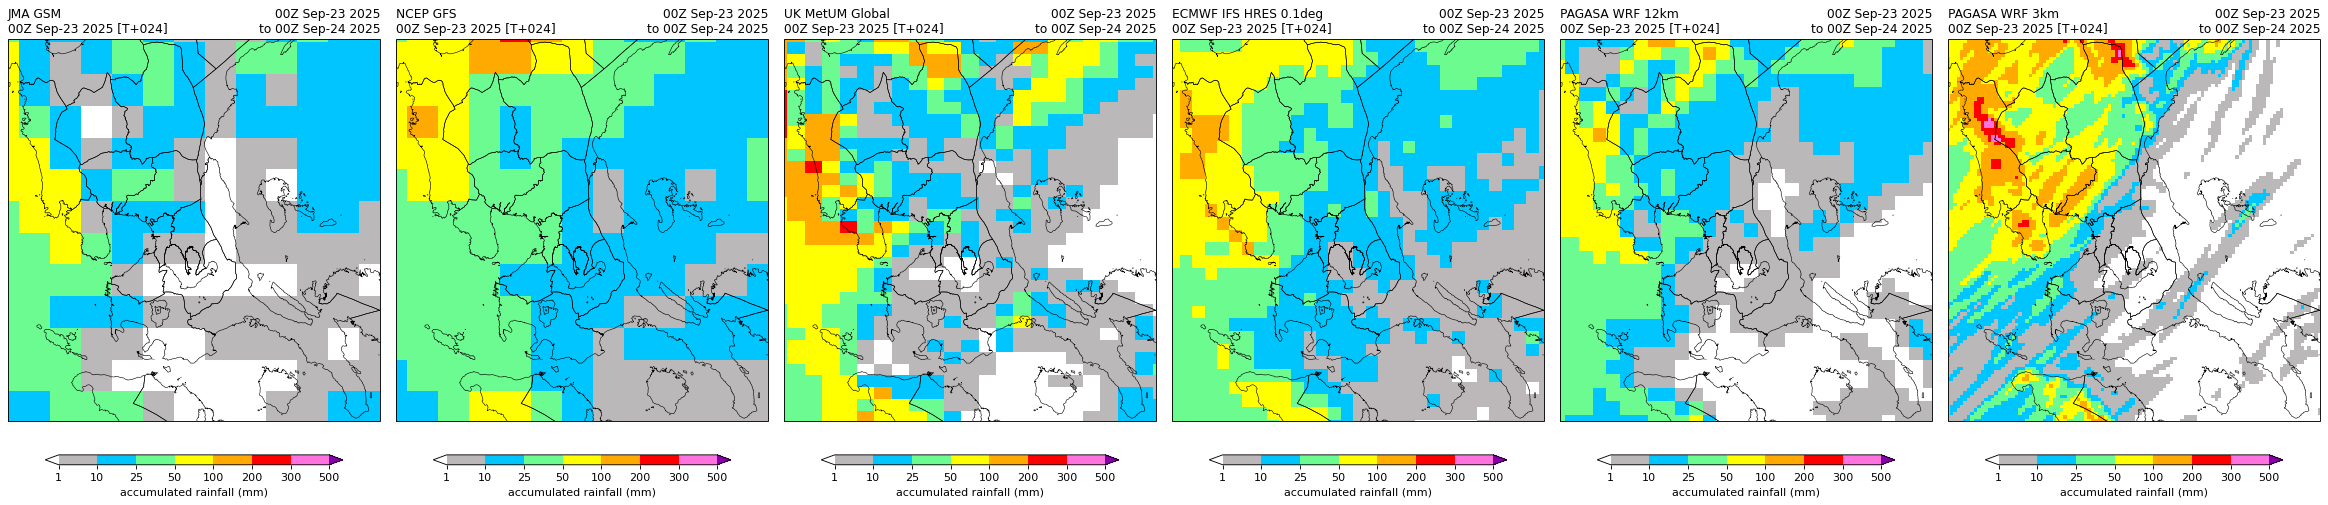 JMA GSM 00Z Sep-23 2025
00Z Sep-23 2025 [T+024] to 00Z Sep-24 2025
NCEP GFS 00Z Sep-23 2025
00Z Sep-23 2025 [T+024] to 00Z Sep-24 2025
UK MetUM Global 00Z Sep-23 2025
00Z Sep-23 2025 [T+024] to 00Z Sep-24 2025
ECMWF IFS HRES 0.1deg 00Z Sep-23 2025
00Z Sep-23 2025 [T+024] to 00Z Sep-24 2025
PAGASA WRF 12km 00Z Sep-23 2025
00Z Sep-23 2025 [T+024] to 00Z Sep-24 2025
PAGASA WRF 3km 00Z Sep-23 2025
00Z Sep-23 2025 [T+024] to 00Z Sep-24 2025
1 10 25 50 100 200 300 500
accumulated rainfall (mm)
1 10 25 50 100 200 300 500
accumulated rainfall (mm)
1 10 25 50 100 200 300 500
accumulated rainfall (mm)
1 10 25 50 100 200 300 500
accumulated rainfall (mm)
1 10 25 50 100 200 300 500
accumulated rainfall (mm)
1 10 25 50 100 200 300 500
accumulated rainfall (mm)